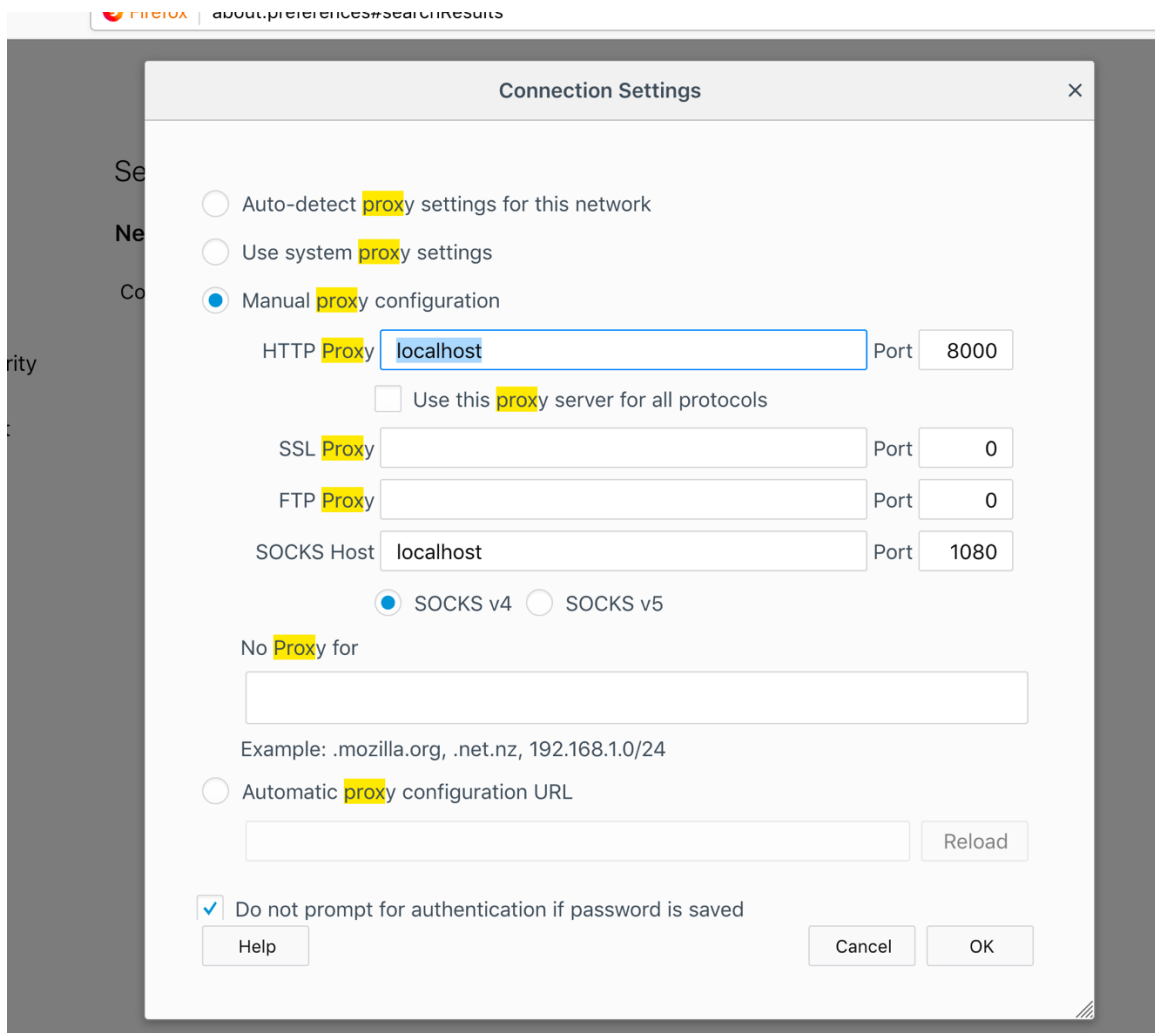 Firefox about:preferences#searchResults
Connection Settings
Se
Auto-detect proxy settings for this network
Ne
Use system proxy settings
Co
Manual proxy configuration
HTTP Proxy localhost Port 8000
rity
Use this proxy server for all protocols
SSL Proxy Port 0
FTP Proxy Port 0
SOCKS Host localhost Port 1080
SOCKS v4 SOCKS v5
No Proxy for
Example: .mozilla.org, .net.nz, 192.168.1.0/24
Automatic proxy configuration URL
Reload
Do not prompt for authentication if password is saved
Help Cancel OK